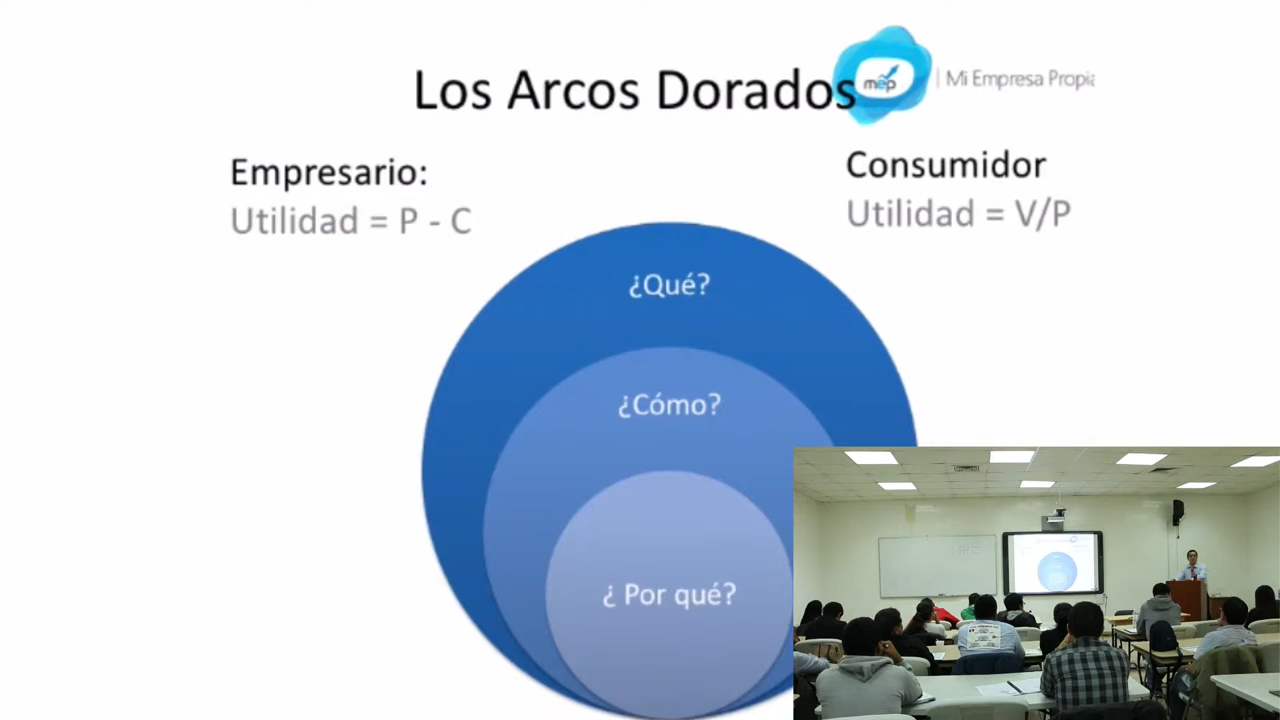 Los Arcos Dorados
mep
Mi Empresa Propia
Empresario:
Utilidad = P - C
Consumidor
Utilidad = V/P
¿Qué?
¿Cómo?
¿ Por qué?